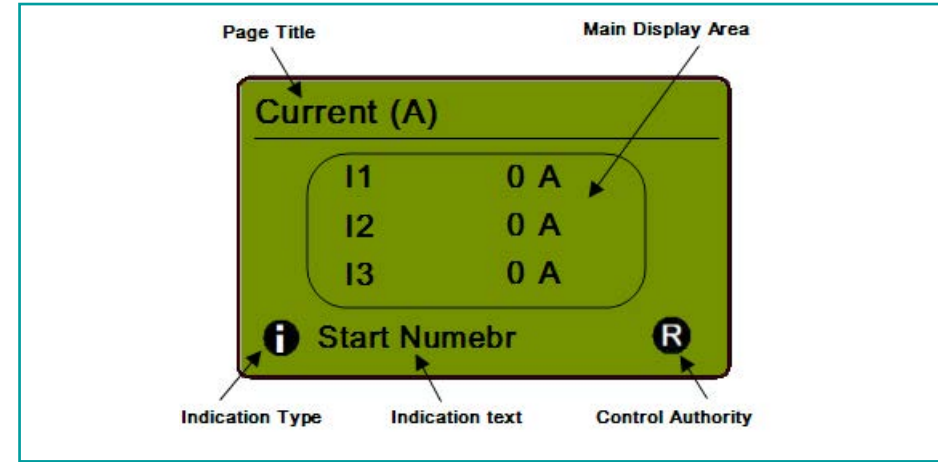 Page Title
Main Display Area
Current (A)
I1 0 A
I2 0 A
I3 0 A
i Start Numebr R
Indication Type
Indication text
Control Authority